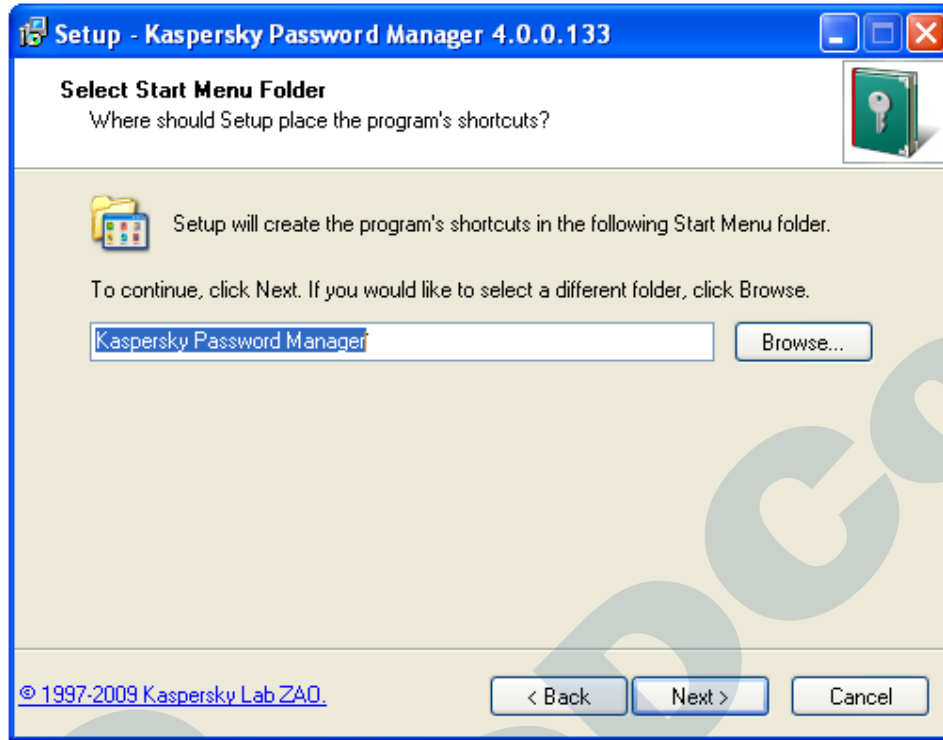 Setup - Kaspersky Password Manager 4.0.0.133
Select Start Menu Folder
Where should Setup place the program's shortcuts?
Setup will create the program's shortcuts in the following Start Menu folder.
To continue, click Next. If you would like to select a different folder, click Browse.
Kaspersky Password Manager
Browse...
© 1997-2009 Kaspersky Lab ZAO.
< Back
Next >
Cancel